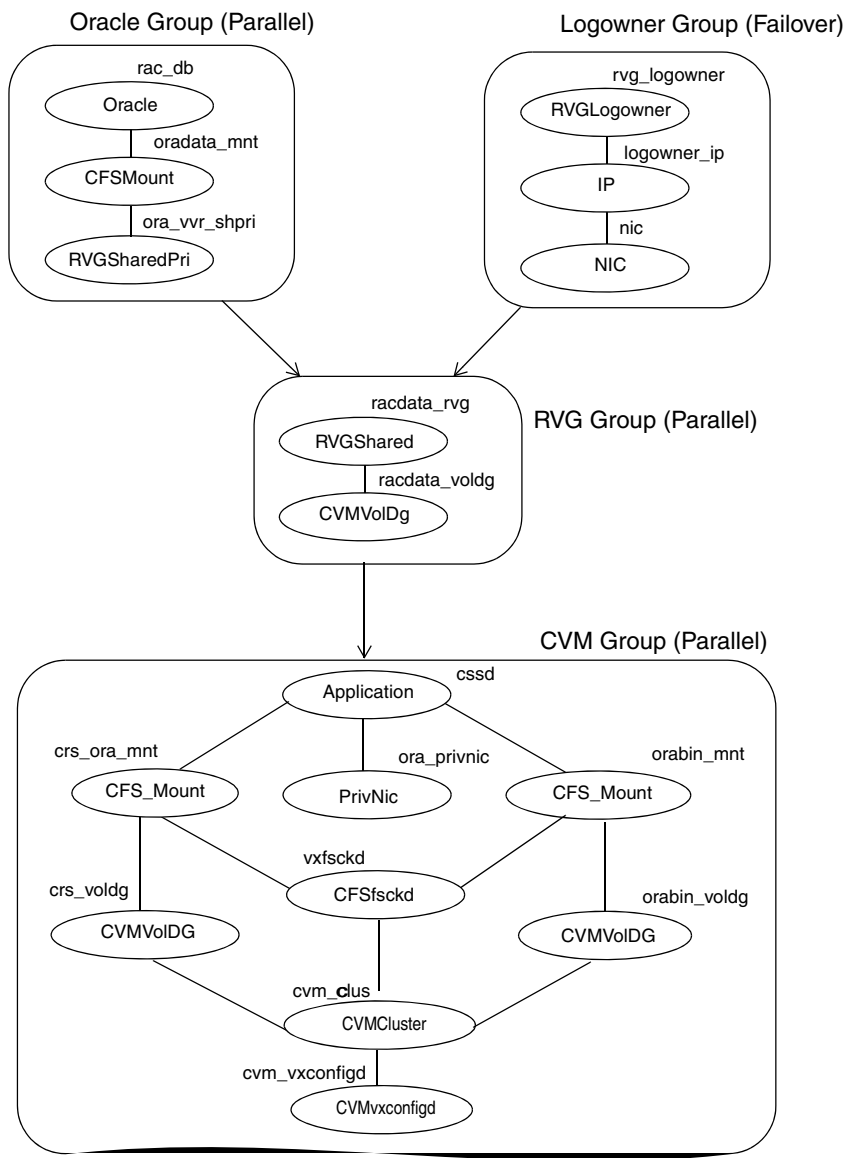 Oracle Group (Parallel)
Logowner Group (Failover)
rac_db
Oracle
oradata_mnt
CFSMount
ora_vvr_shpri
RVGSharedPri
rvg_logowner
RVGLogowner
logowner_ip
IP
nic
NIC
racdata_rvg
RVGShared
racdata_voldg
CVMVolDg
RVG Group (Parallel)
CVM Group (Parallel)
cssd
Application
crs_ora_mnt
ora_privnic
orabin_mnt
CFS_Mount
PrivNic
CFS_Mount
vxfsckd
crs_voldg
CFSfsckd
orabin_voldg
CVMVolDG
CVMVolDG
cvm_clus
CVMCluster
cvm_vxconfigd
CVMvxconfigd